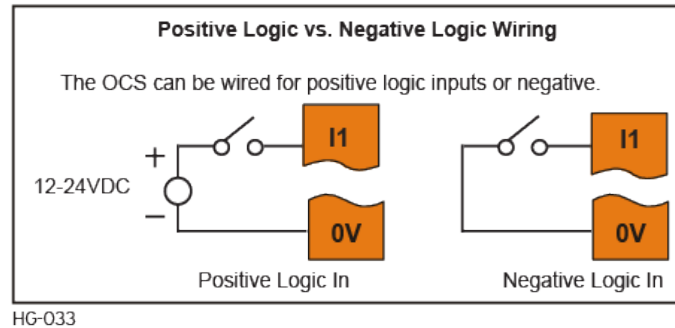 Positive Logic vs. Negative Logic Wiring
The OCS can be wired for positive logic inputs or negative.
I1
I1
+
12-24VDC
–
0V
0V
Positive Logic In
Negative Logic In
HG-033